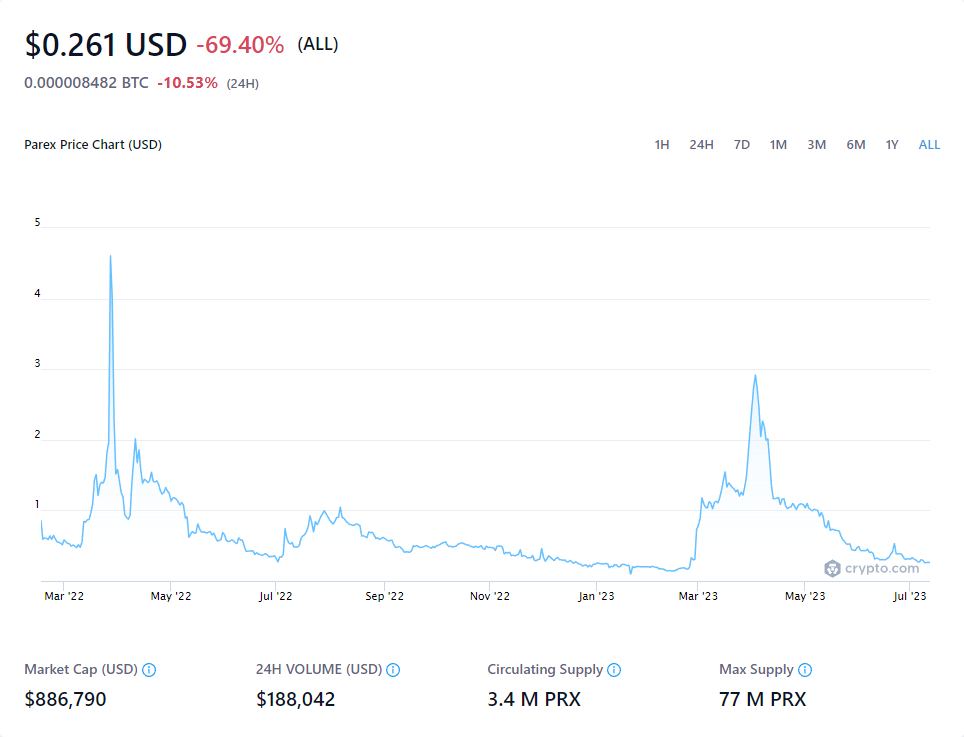 $0.261 USD -69.40% (ALL)
0.000008482 BTC -10.53% (24H)
Parex Price Chart (USD) 1H 24H 7D 1M 3M 6M 1Y ALL
5
4
3
2
1
crypto.com
Mar '22 May '22 Jul '22 Sep '22 Nov '22 Jan '23 Mar '23 May '23 Jul '23
Market Cap (USD) 24H VOLUME (USD) Circulating Supply Max Supply
$886,790 $188,042 3.4 M PRX 77 M PRX